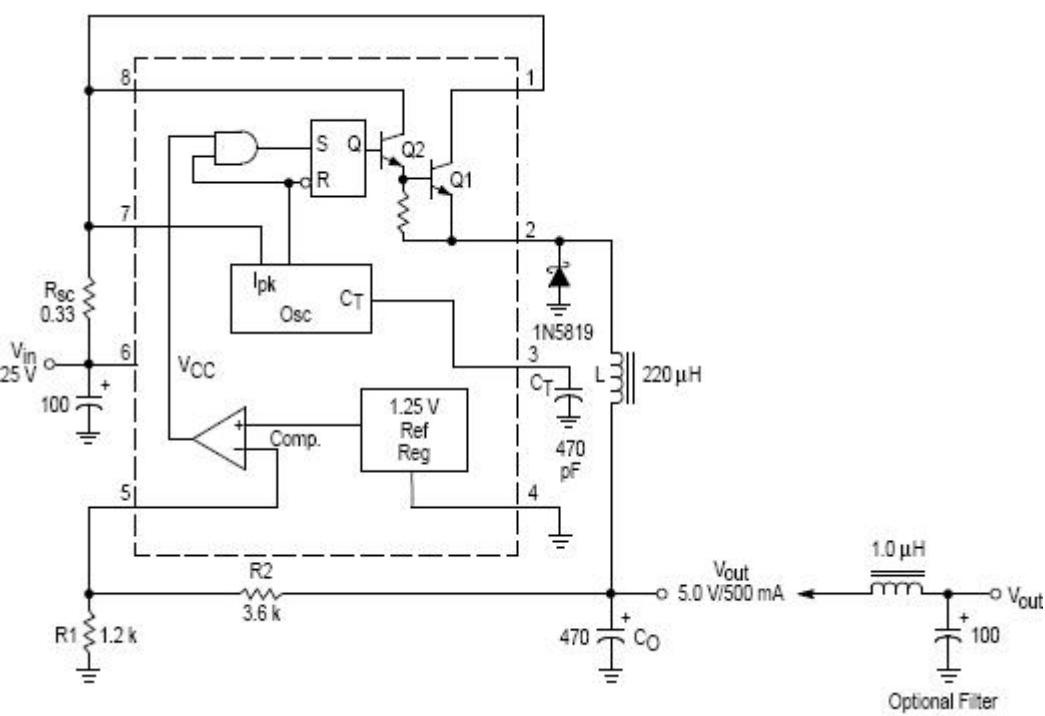 8
1
S
Q
Q2
R
Q1
7
2
Ipk
CT
Osc
Rsc
0.33
1N5819
Vin
25 V
6
VCC
3
CT
L
220 µH
100
+
1.25 V
Ref
Reg
+
−
Comp.
470
pF
5
4
R2
3.6 k
1.0 µH
Vout
5.0 V/500 mA
Vout
R1
1.2 k
470
+
CO
+
100
Optional Filter